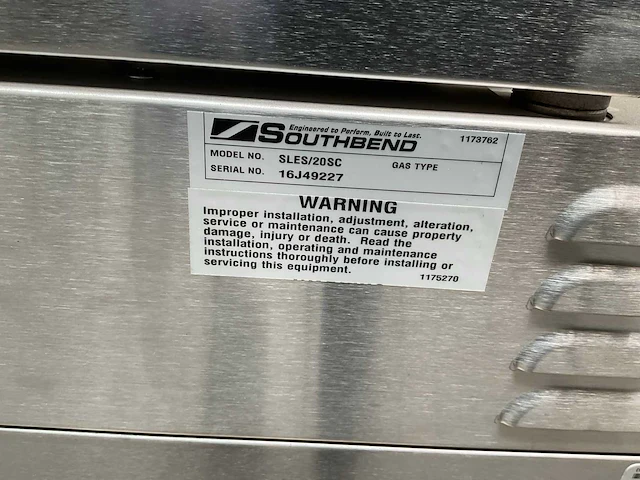 Engineered to Perform, Built to Last.
SOUTHBEND
1173762
MODEL NO. SLES/20SC GAS TYPE
SERIAL NO. 16J49227
WARNING
Improper installation, adjustment, alteration,
service or maintenance can cause property
damage, injury or death. Read the
installation, operating and maintenance
instructions thoroughly before installing or
servicing this equipment.
1175270